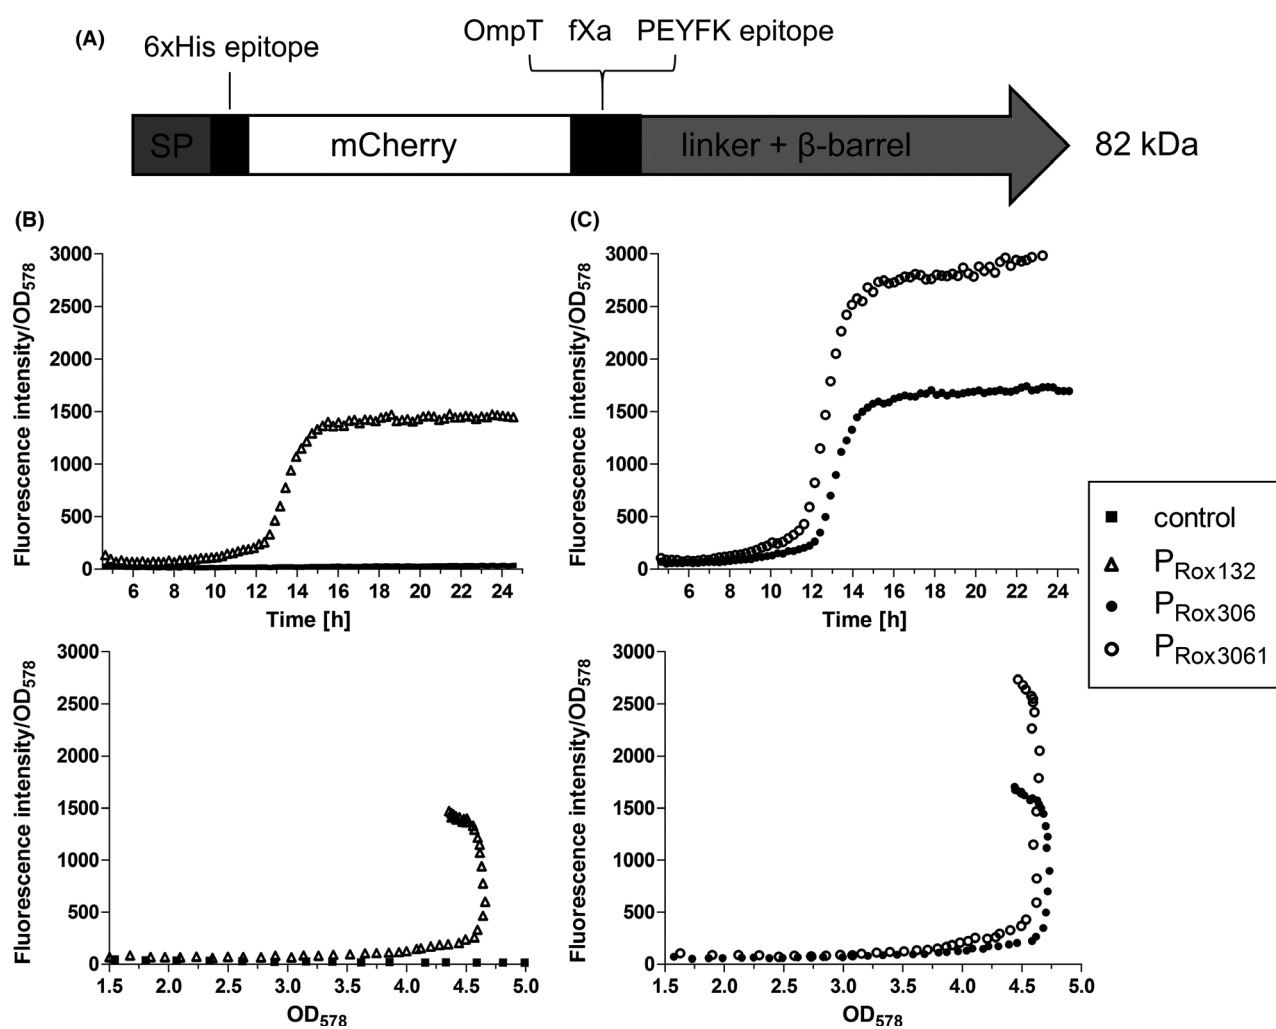 (A)
6xHis epitope
OmpT fXa PEYFK epitope
SP
mCherry
linker + β-barrel
82 kDa
(B)
Fluorescence intensity/OD578
3000
2500
2000
1500
1000
500
0
6 8 10 12 14 16 18 20 22 24
Time [h]
(C)
Fluorescence intensity/OD578
3000
2500
2000
1500
1000
500
0
6 8 10 12 14 16 18 20 22 24
Time [h]
control
PRox132
PRox306
PRox3061
Fluorescence intensity/OD578
3000
2500
2000
1500
1000
500
0
1.5 2.0 2.5 3.0 3.5 4.0 4.5 5.0
OD578
Fluorescence intensity/OD578
3000
2500
2000
1500
1000
500
0
1.5 2.0 2.5 3.0 3.5 4.0 4.5 5.0
OD578